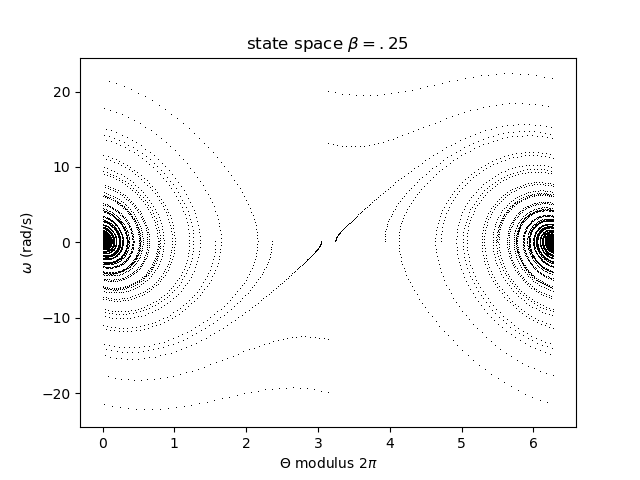 state space β = .25
20
10
0
−10
−20
ω (rad/s)
0 1 2 3 4 5 6
Θ modulus 2π